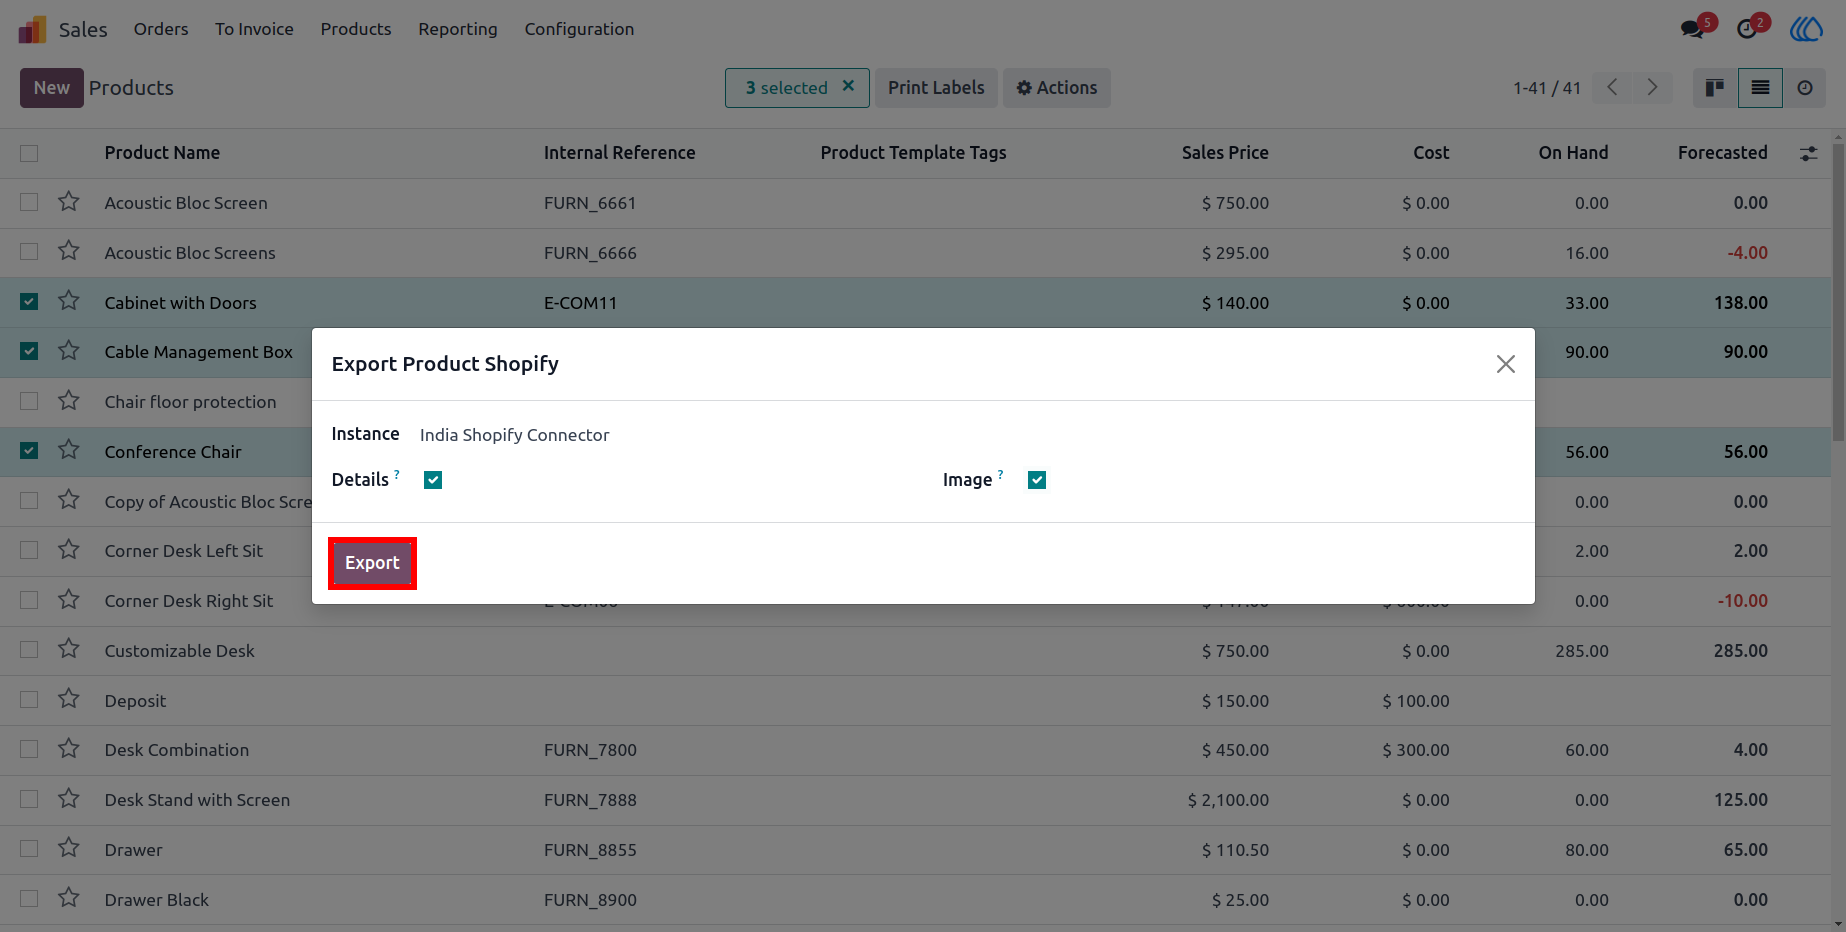 Sales Orders To Invoice Products Reporting Configuration 5 2
New Products 3 selected Print Labels Actions 1-41 / 41
Product Name Internal Reference Product Template Tags Sales Price Cost On Hand Forecasted
Acoustic Bloc Screen FURN_6661 $ 750.00 $ 0.00 0.00 0.00
Acoustic Bloc Screens FURN_6666 $ 295.00 $ 0.00 16.00 -4.00
Cabinet with Doors E-COM11 $ 140.00 $ 0.00 33.00 138.00
Cable Management Box 90.00 90.00
Export Product Shopify
Chair floor protection
Instance India Shopify Connector
Conference Chair 56.00 56.00
Details ? Image ?
Copy of Acoustic Bloc Scre 0.00 0.00
Corner Desk Left Sit 2.00 2.00
Export
Corner Desk Right Sit 0.00 -10.00
Customizable Desk $ 750.00 $ 0.00 285.00 285.00
Deposit $ 150.00 $ 100.00
Desk Combination FURN_7800 $ 450.00 $ 300.00 60.00 4.00
Desk Stand with Screen FURN_7888 $ 2,100.00 $ 0.00 0.00 125.00
Drawer FURN_8855 $ 110.50 $ 0.00 80.00 65.00
Drawer Black FURN_8900 $ 25.00 $ 0.00 0.00 0.00